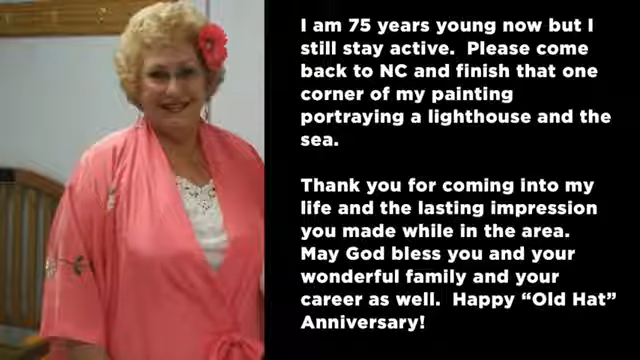 I am 75 years young now but I
still stay active.  Please come
back to NC and finish that one
corner of my painting
portraying a lighthouse and the
sea.
Thank you for coming into my
life and the lasting impression
you made while in the area.
May God bless you and your
wonderful family and your
career as well.  Happy “Old Hat”
Anniversary!